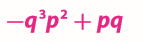 −q³p² + pq